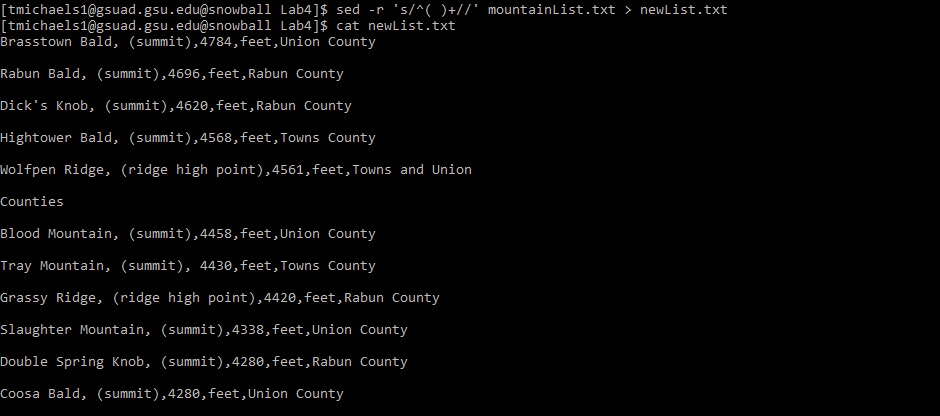 [tmichaels1@gsuad.gsu.edu@snowball Lab4]$ sed -r 's/^( )+//' mountainList.txt > newList.txt
[tmichaels1@gsuad.gsu.edu@snowball Lab4]$ cat newList.txt
Brasstown Bald, (summit),4784,feet,Union County
Rabun Bald, (summit),4696,feet,Rabun County
Dick's Knob, (summit),4620,feet,Rabun County
Hightower Bald, (summit),4568,feet,Towns County
Wolfpen Ridge, (ridge high point),4561,feet,Towns and Union
Counties
Blood Mountain, (summit),4458,feet,Union County
Tray Mountain, (summit), 4430,feet,Towns County
Grassy Ridge, (ridge high point),4420,feet,Rabun County
Slaughter Mountain, (summit),4338,feet,Union County
Double Spring Knob, (summit),4280,feet,Rabun County
Coosa Bald, (summit),4280,feet,Union County